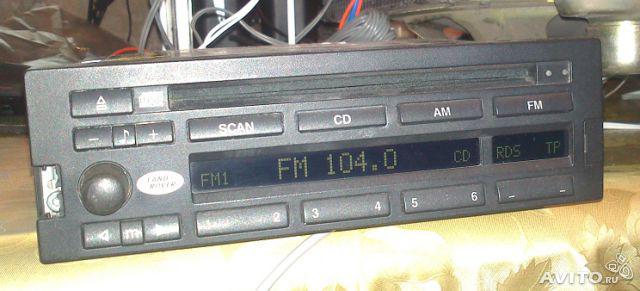 CD AM FM
SCAN
LAND ROVER
FM1 FM 104.0 CD RDS TP
m 1 2 3 4 5 6
AVITO.ru